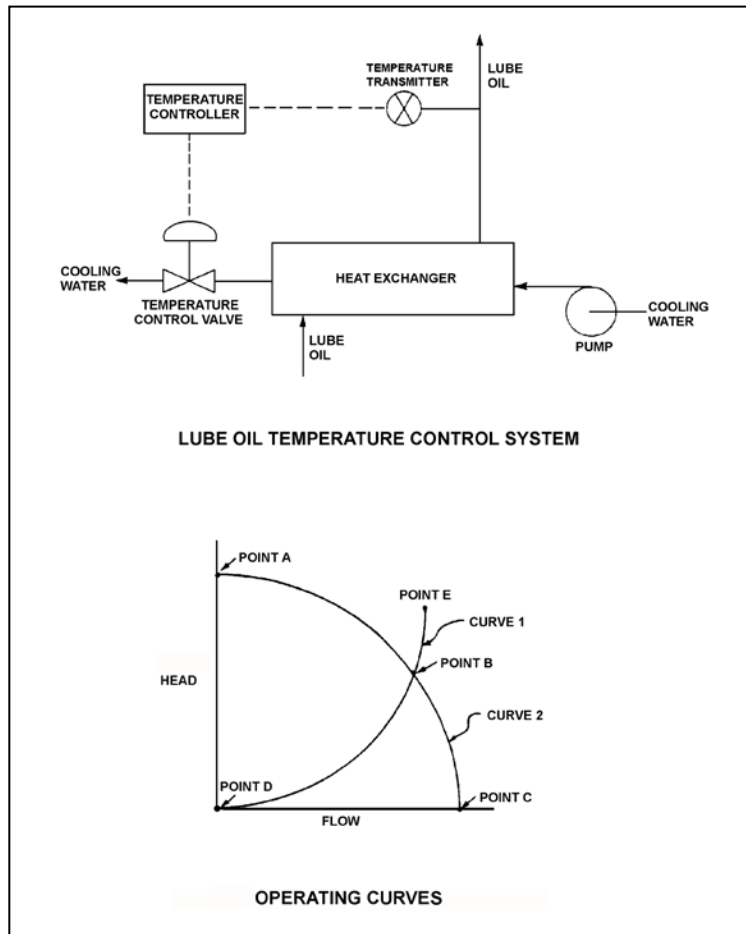 TEMPERATURE
TRANSMITTER
LUBE
OIL
TEMPERATURE
CONTROLLER
COOLING
WATER
TEMPERATURE
CONTROL VALVE
HEAT EXCHANGER
COOLING
WATER
PUMP
LUBE
OIL
LUBE OIL TEMPERATURE CONTROL SYSTEM
POINT A
POINT E
CURVE 1
POINT B
HEAD
CURVE 2
POINT D
POINT C
FLOW
OPERATING CURVES